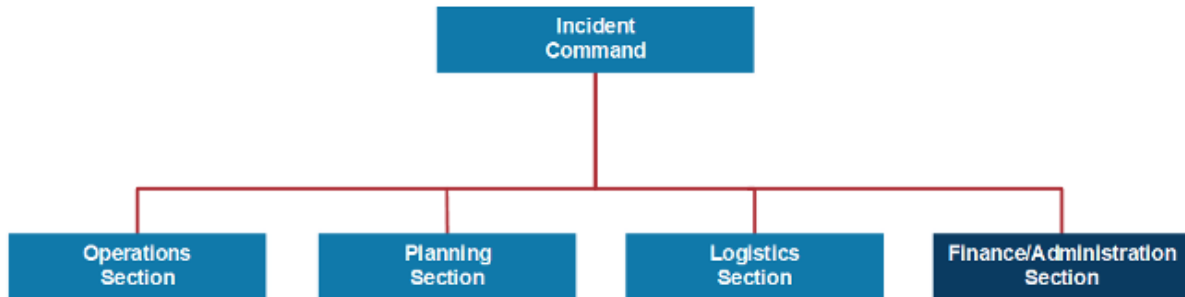 Incident
Command
Operations
Section
Planning
Section
Logistics
Section
Finance/Administration
Section